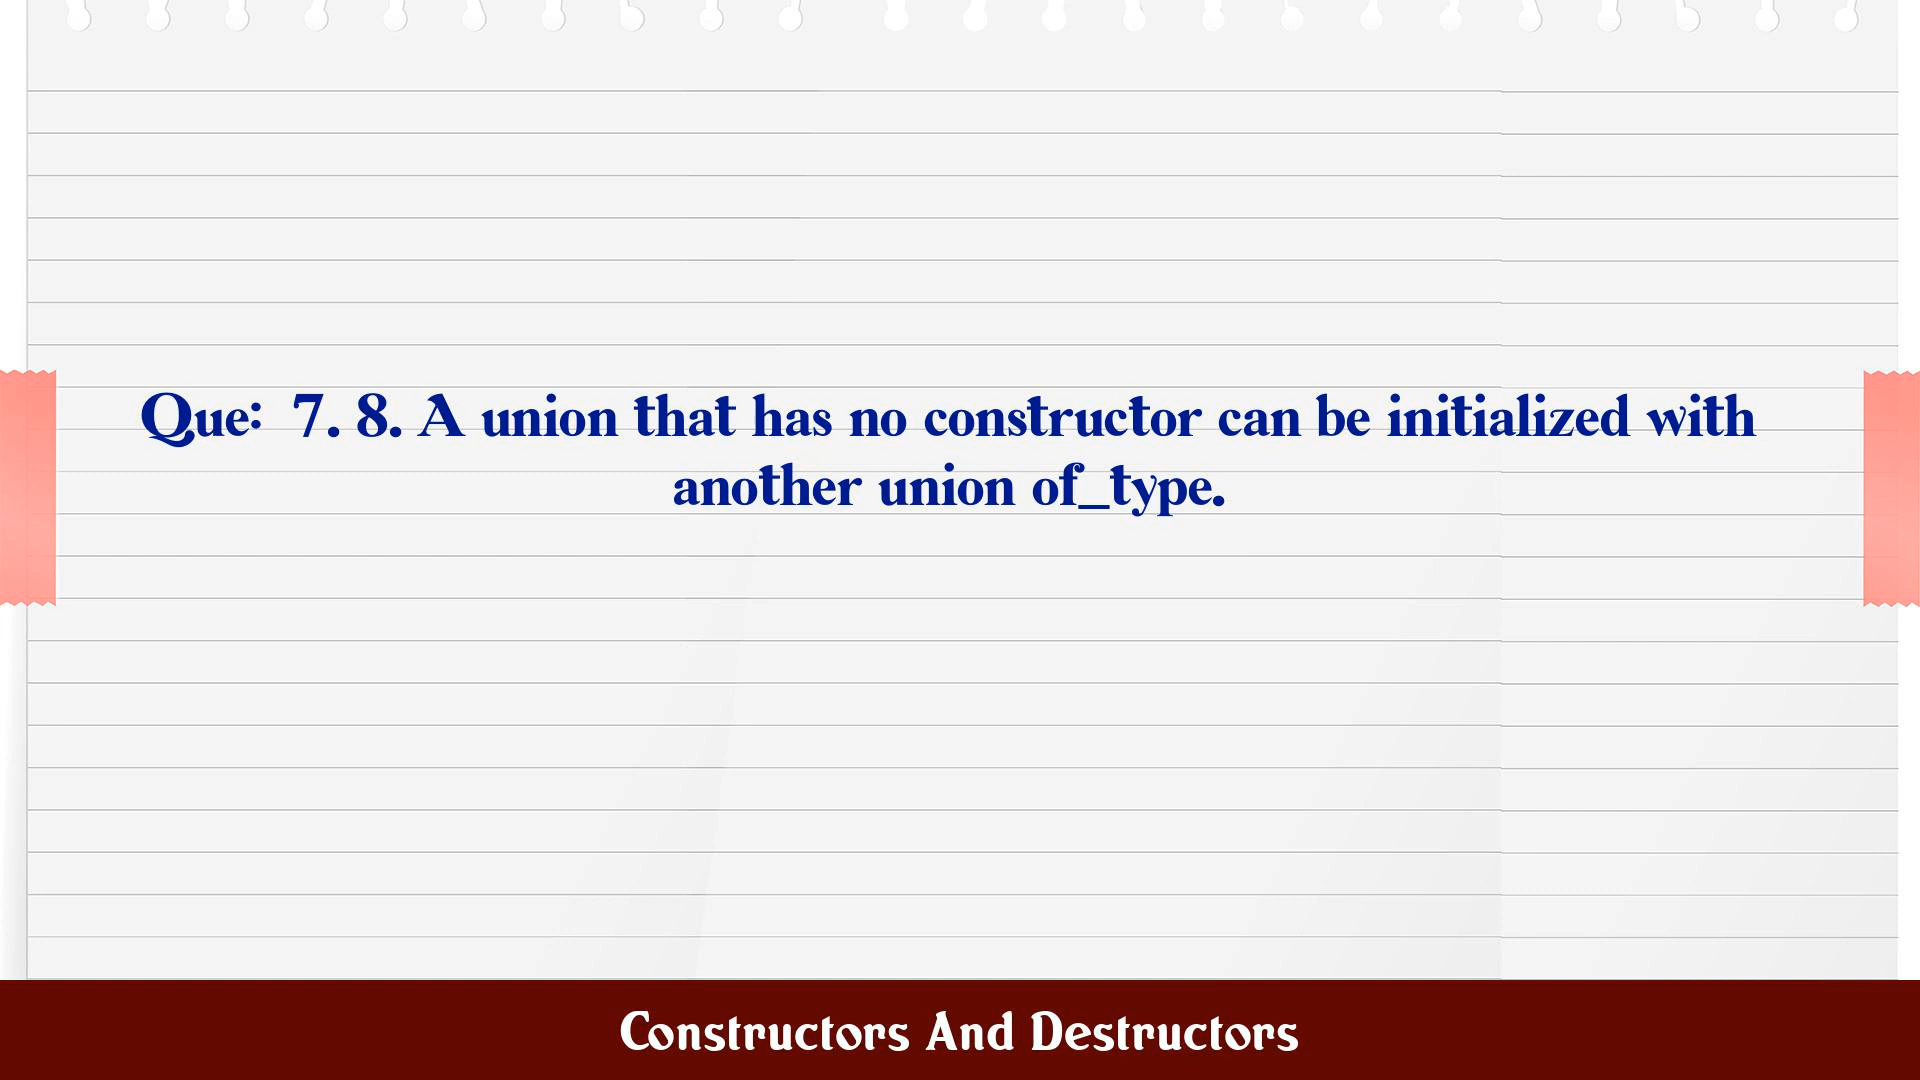 Que:  7. 8. A union that has no constructor can be initialized with
another union of_type.
Constructors And Destructors